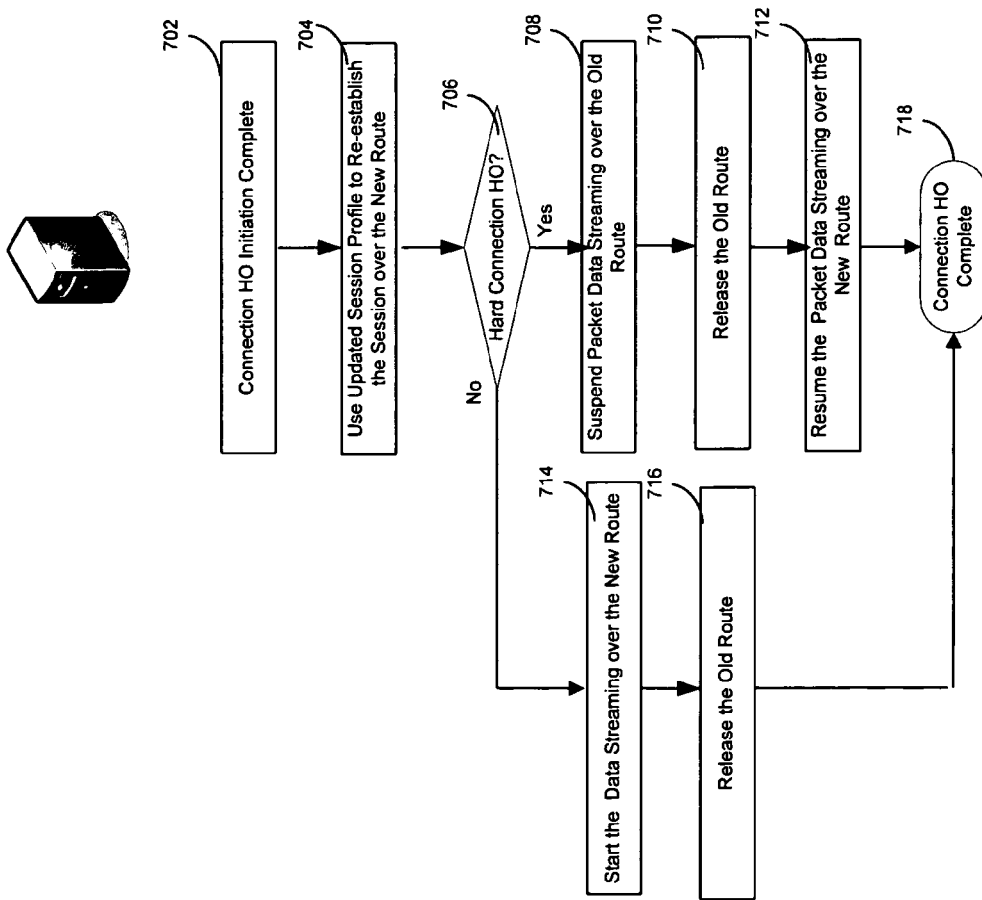 702
Connection HO Initiation Complete
704
Use Updated Session Profile to Re-establish
the Session over the New Route
706
Hard Connection HO?
No
Yes
708
Suspend Packet Data Streaming over the Old
Route
710
Release the Old Route
712
Resume the Packet Data Streaming over the
New Route
714
Start the Data Streaming over the New Route
716
Release the Old Route
718
Connection HO
Complete